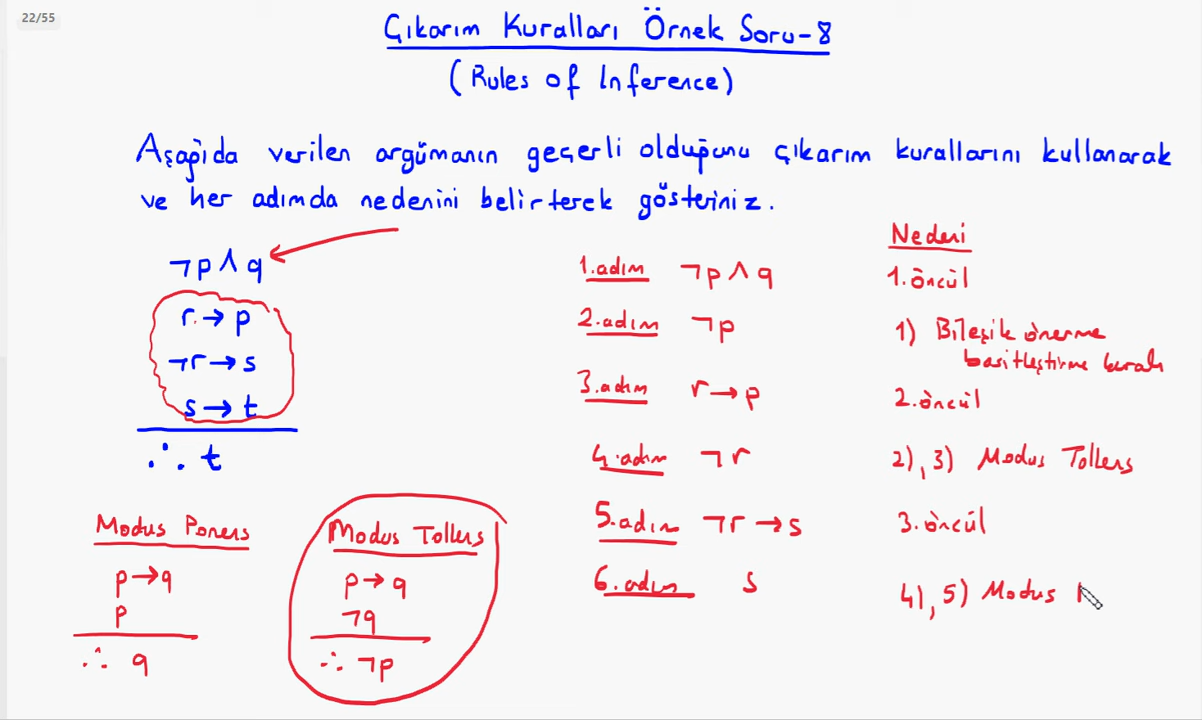 22/55
Çıkarım Kuralları Örnek Soru-8
(Rules of Inference)
Aşağıda verilen argümanın geçerli olduğunu çıkarım kurallarını kullanarak
ve her adımda nedenini belirterek gösteriniz.
¬p ∧ q
r → p
¬r → s
s → t
∴ t
Modus Ponens
p → q
p
∴ q
Modus Tollens
p → q
¬q
∴ ¬p
Nedeni
1.adım ¬p ∧ q 1.öncül
2.adım ¬p 1) Bileşik önerme
basitleştirme kuralı
3.adım r → p 2.öncül
4.adım ¬r 2),3) Modus Tollens
5.adım ¬r → s 3.öncül
6.adım s 4),5) Modus